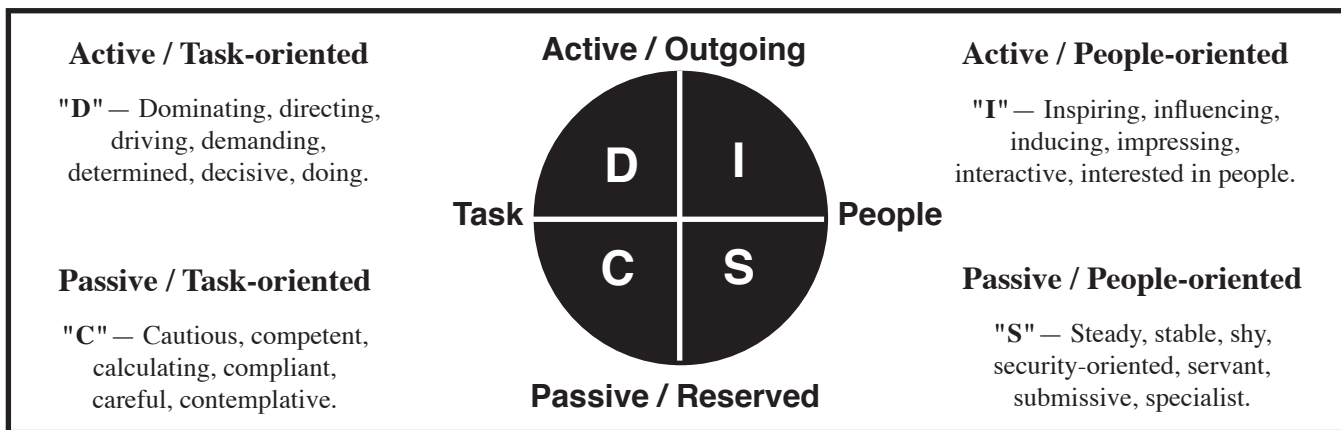 Active / Task-oriented
"D"— Dominating, directing,
driving, demanding,
determined, decisive, doing.
Active / Outgoing
Active / People-oriented
"I"— Inspiring, influencing,
inducing, impressing,
interactive, interested in people.
D
I
Task
People
C
S
Passive / Task-oriented
"C"— Cautious, competent,
calculating, compliant,
careful, contemplative.
Passive / Reserved
Passive / People-oriented
"S"— Steady, stable, shy,
security-oriented, servant,
submissive, specialist.